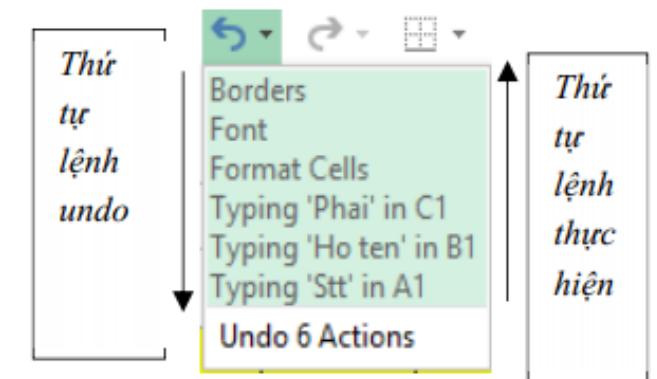 Thứ
tự
lệnh
undo
Borders
Font
Format Cells
Typing 'Phai' in C1
Typing 'Ho ten' in B1
Typing 'Stt' in A1
Undo 6 Actions
Thứ
tự
lệnh
thực
hiện